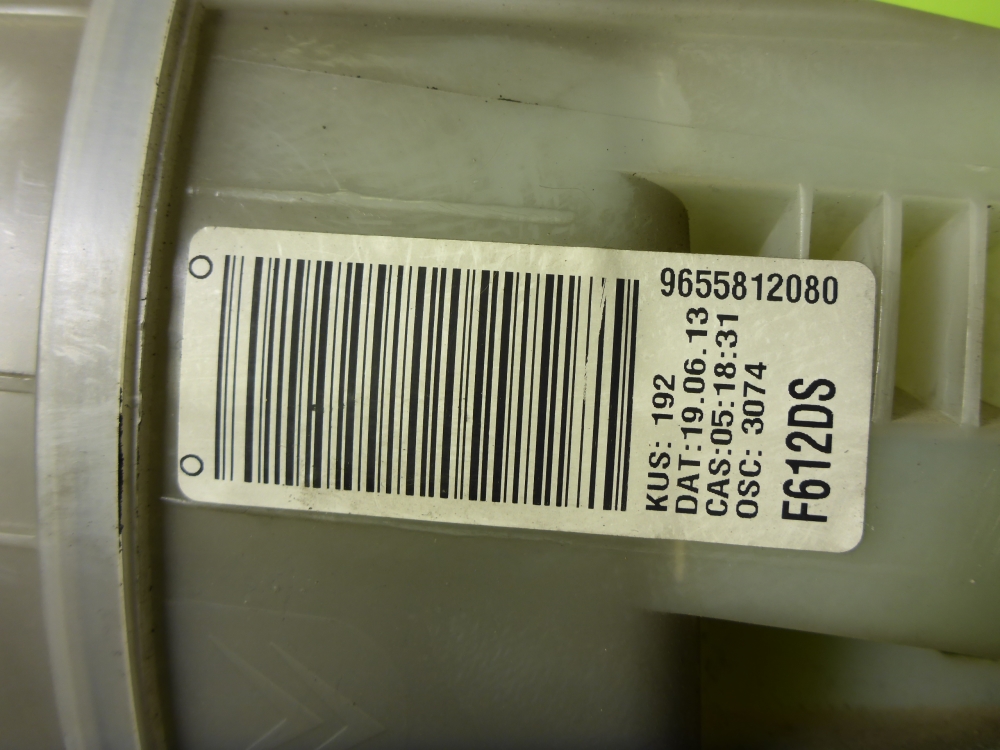 9655812080
KUS: 192
DAT:19.06.13
CAS:05:18:31
OSC: 3074
F612DS